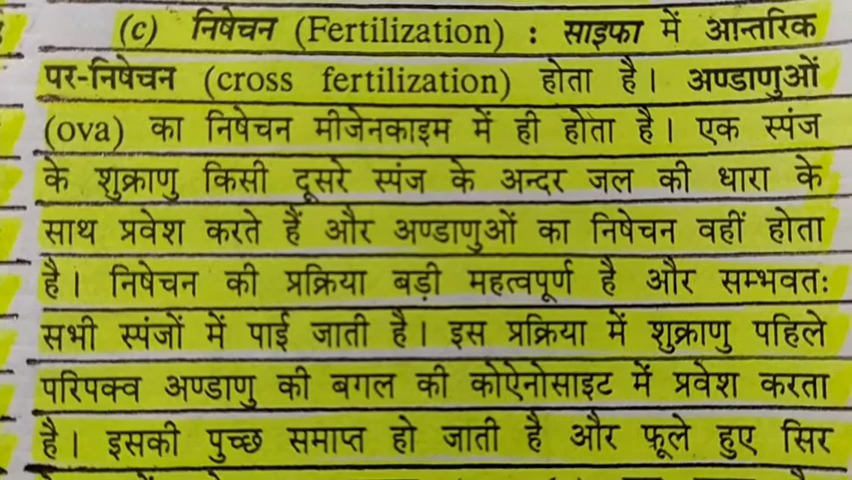 (c) निषेचन (Fertilization) : साइफा में आन्तरिक
पर-निषेचन (cross fertilization) होता है। अण्डाणुओं
(ova) का निषेचन मीजेनकाइम में ही होता है। एक स्पंज
के शुक्राणु किसी दूसरे स्पंज के अन्दर जल की धारा के
साथ प्रवेश करते हैं और अण्डाणुओं का निषेचन वहीं होता
है। निषेचन की प्रक्रिया बड़ी महत्वपूर्ण है और सम्भवतः
सभी स्पंजों में पाई जाती है। इस प्रक्रिया में शुक्राणु पहिले
परिपक्व अण्डाणु की बगल की कोऐनोसाइट में प्रवेश करता
है। इसकी पुच्छ समाप्त हो जाती है और फूले हुए सिर